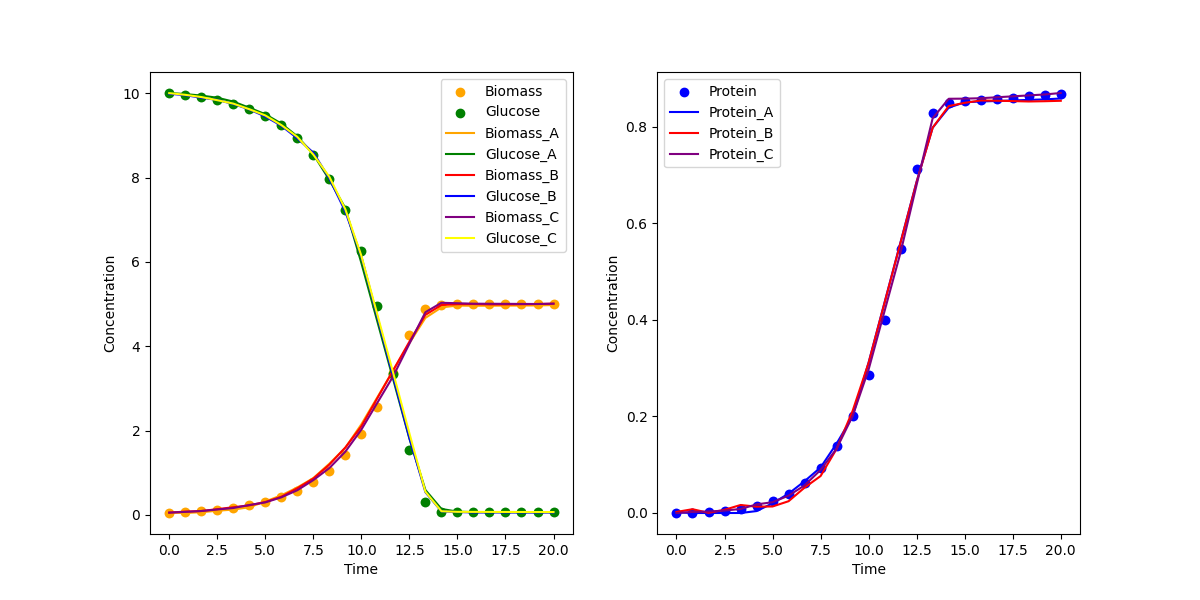 Concentration
10
8
6
4
2
0
Biomass
Glucose
Biomass_A
Glucose_A
Biomass_B
Glucose_B
Biomass_C
Glucose_C
0.0 2.5 5.0 7.5 10.0 12.5 15.0 17.5 20.0
Time
Concentration
0.8
0.6
0.4
0.2
0.0
Protein
Protein_A
Protein_B
Protein_C
0.0 2.5 5.0 7.5 10.0 12.5 15.0 17.5 20.0
Time